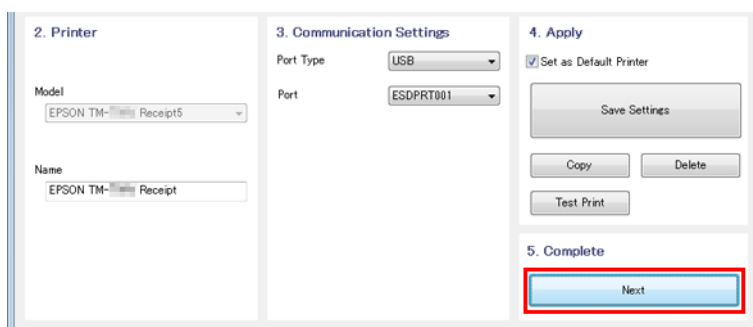 2. Printer
Model
EPSON TM- Receipt5
Name
EPSON TM- Receipt
3. Communication Settings
Port Type
USB
Port
ESDPRT001
4. Apply
Set as Default Printer
Save Settings
Copy
Delete
Test Print
5. Complete
Next